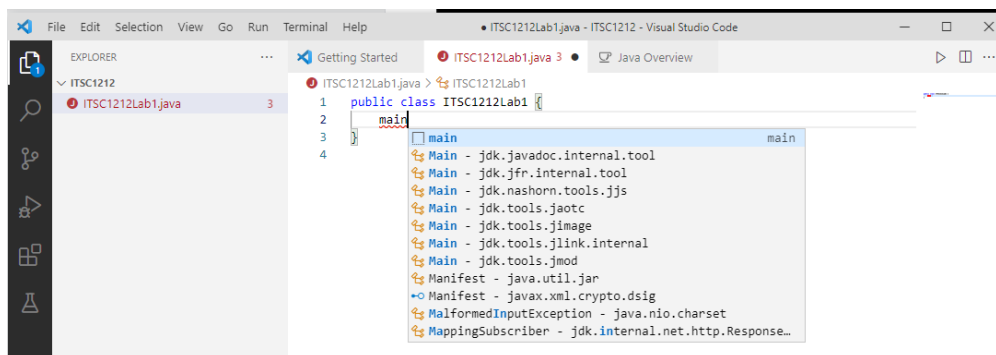 File Edit Selection View Go Run Terminal Help ● ITSC1212Lab1.java - ITSC1212 - Visual Studio Code
EXPLORER ...
ITSC1212
ITSC1212Lab1.java 3
1
Getting Started ITSC1212Lab1.java 3 ● Java Overview ...
ITSC1212Lab1.java > ITSC1212Lab1
1 public class ITSC1212Lab1 {
2 main
3 }
4
main main
Main - jdk.javadoc.internal.tool
Main - jdk.jfr.internal.tool
Main - jdk.nashorn.tools.jjs
Main - jdk.tools.jaotc
Main - jdk.tools.jimage
Main - jdk.tools.jlink.internal
Main - jdk.tools.jmod
Manifest - java.util.jar
Manifest - javax.xml.crypto.dsig
MalformedInputException - java.nio.charset
MappingSubscriber - jdk.internal.net.http.Response…